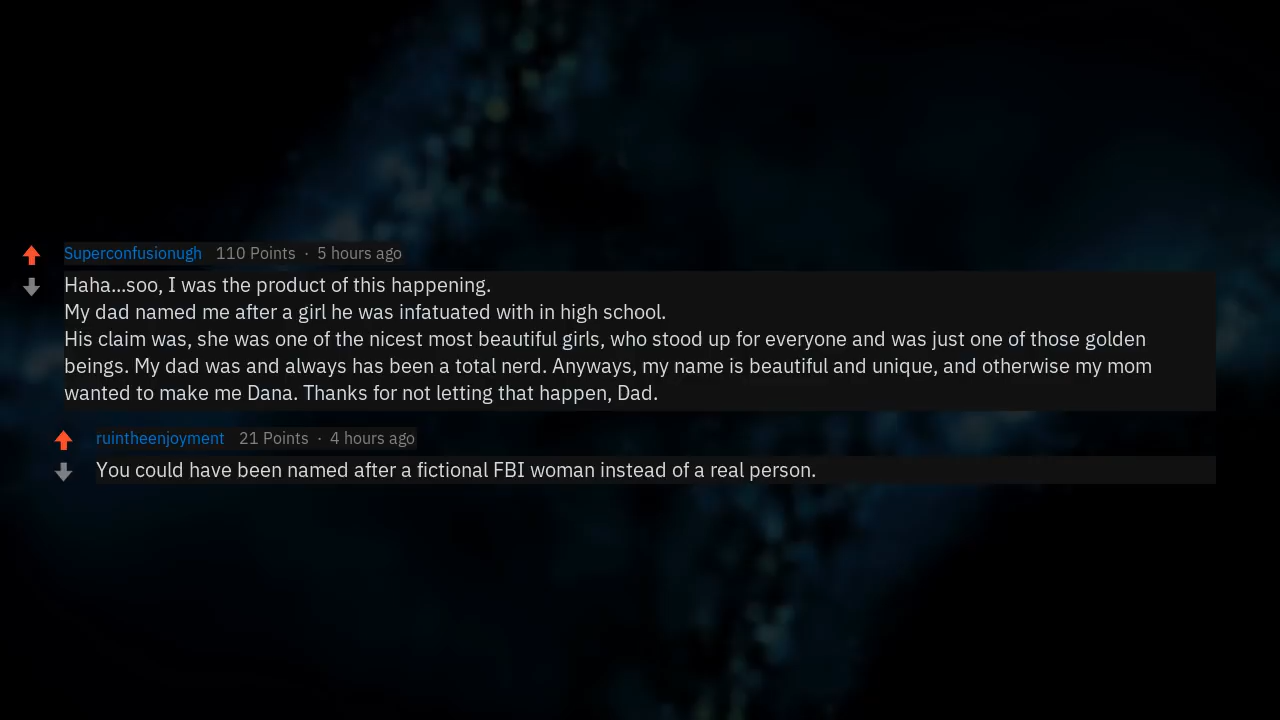 Superconfusionugh 110 Points · 5 hours ago
Haha...soo, I was the product of this happening.
My dad named me after a girl he was infatuated with in high school.
His claim was, she was one of the nicest most beautiful girls, who stood up for everyone and was just one of those golden
beings. My dad was and always has been a total nerd. Anyways, my name is beautiful and unique, and otherwise my mom
wanted to make me Dana. Thanks for not letting that happen, Dad.
ruintheenjoyment 21 Points · 4 hours ago
You could have been named after a fictional FBI woman instead of a real person.